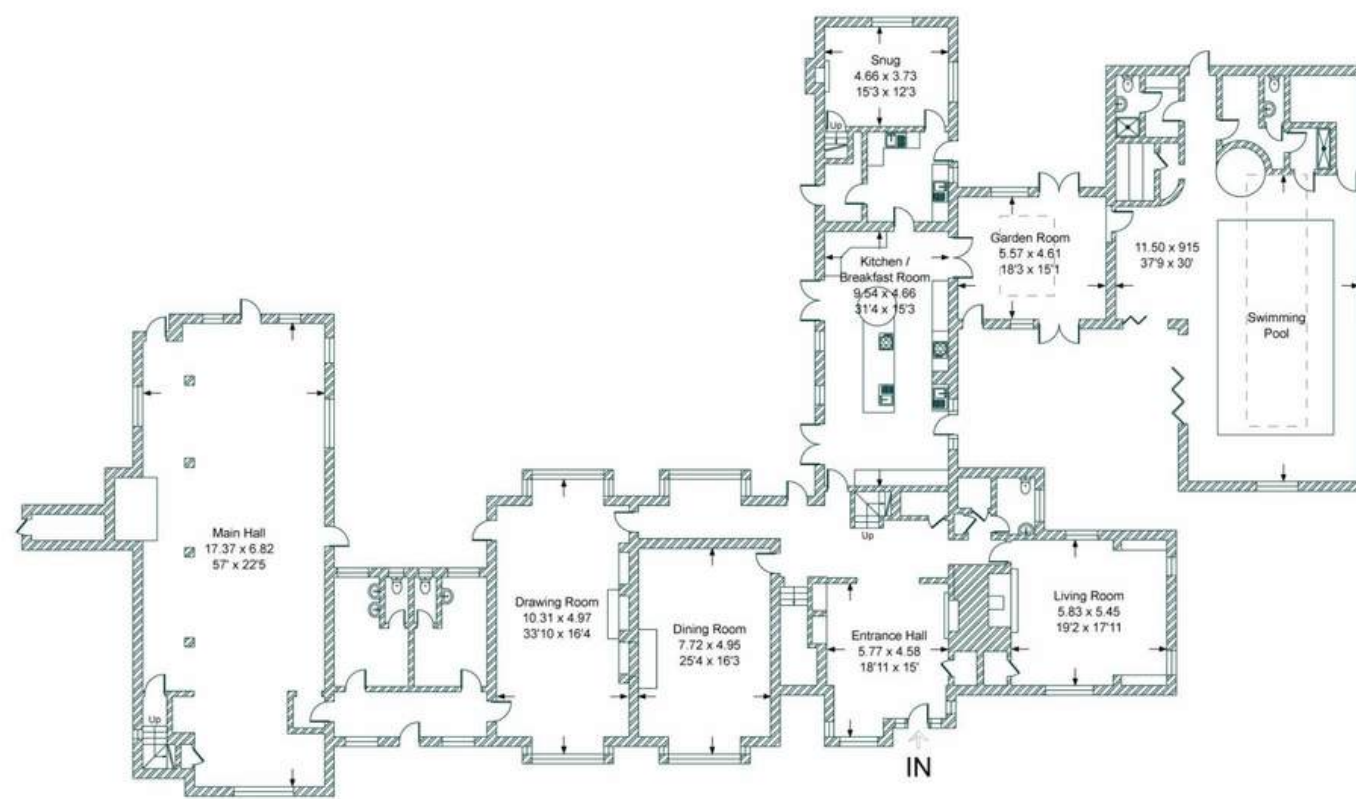 Snug
4.66 x 3.73
15'3 x 12'3
Up
Garden Room
5.57 x 4.61
18'3 x 15'1
11.50 x 915
37'9 x 30'
Kitchen /
Breakfast Room
9.54 x 4.66
31'4 x 15'3
Swimming
Pool
Main Hall
17.37 x 6.82
57' x 22'5
Up
Drawing Room
10.31 x 4.97
33'10 x 16'4
Dining Room
7.72 x 4.95
25'4 x 16'3
Up
Entrance Hall
5.77 x 4.58
18'11 x 15'
Living Room
5.83 x 5.45
19'2 x 17'11
IN